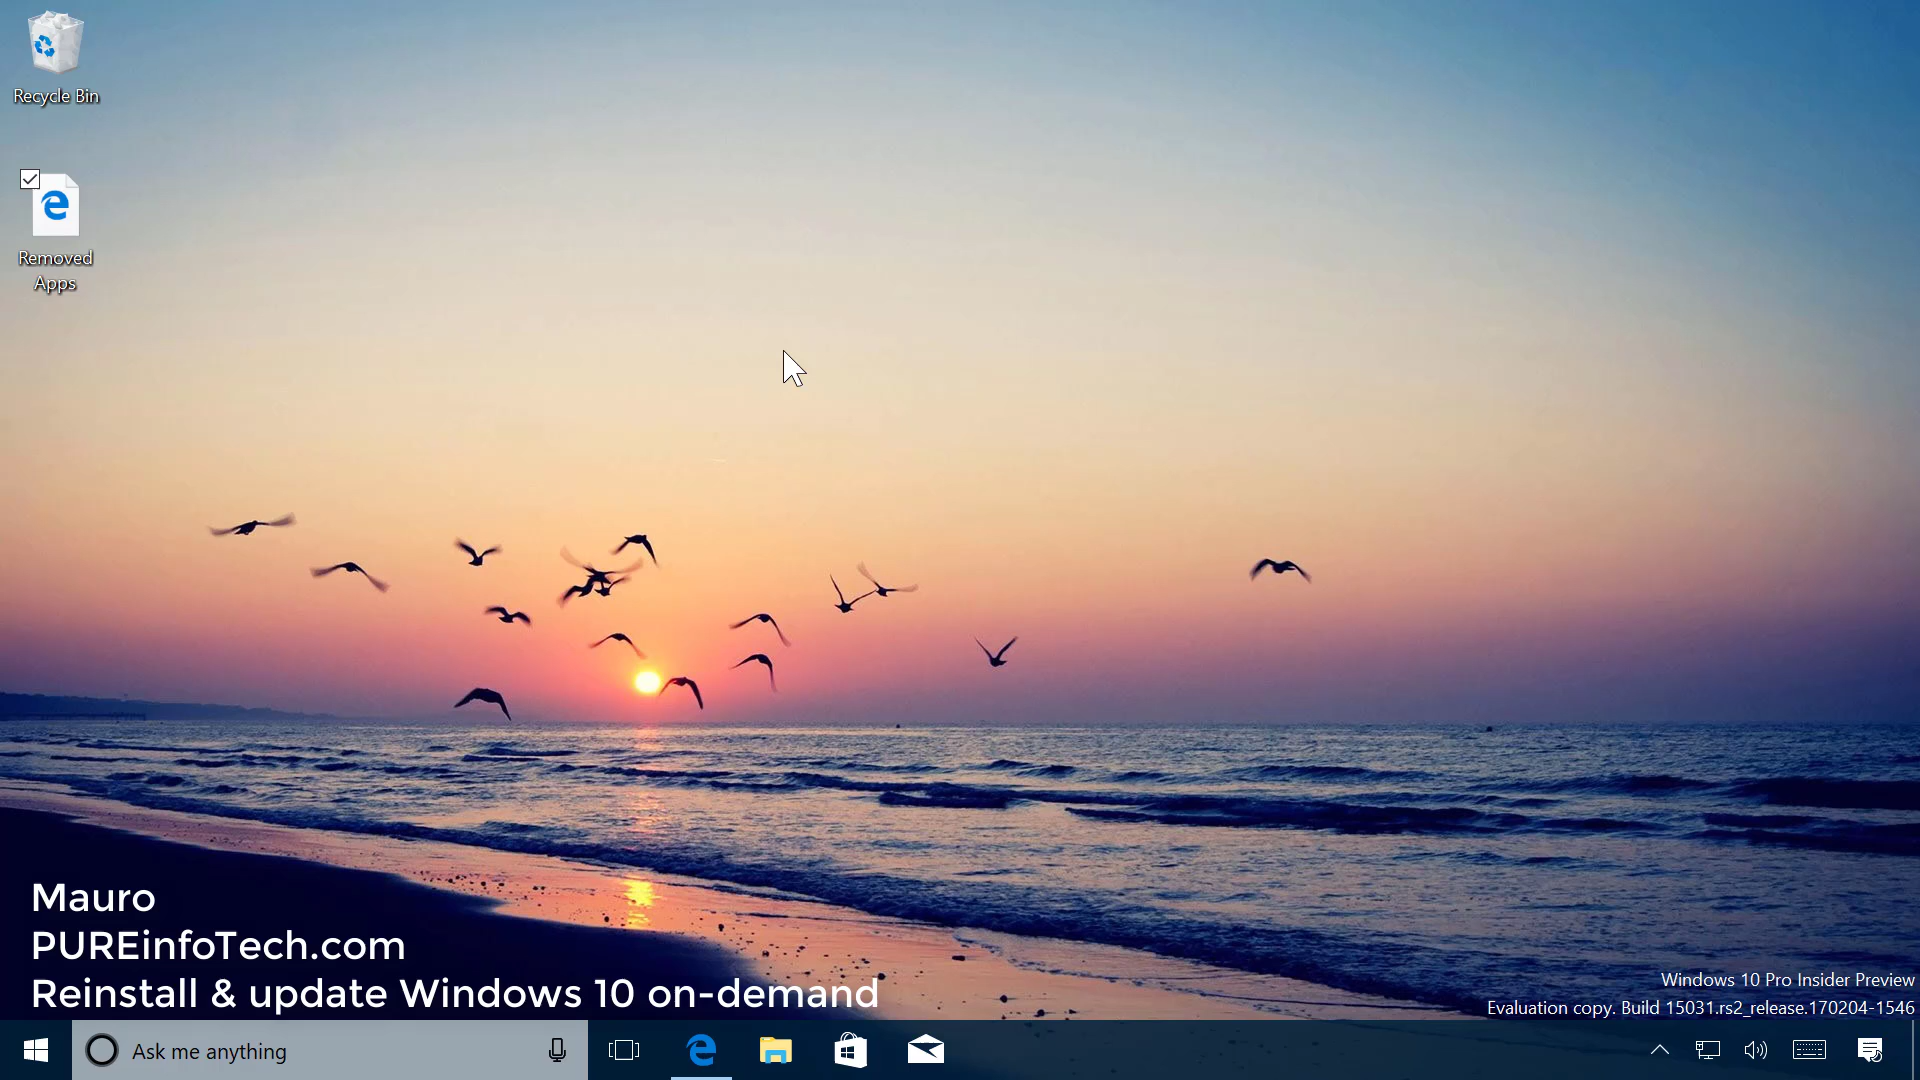 Recycle Bin
Removed
Apps
Mauro
PUREinfoTech.com
Reinstall & update Windows 10 on-demand
Windows 10 Pro Insider Preview
Evaluation copy. Build 15031.rs2_release.170204-1546
Ask me anything